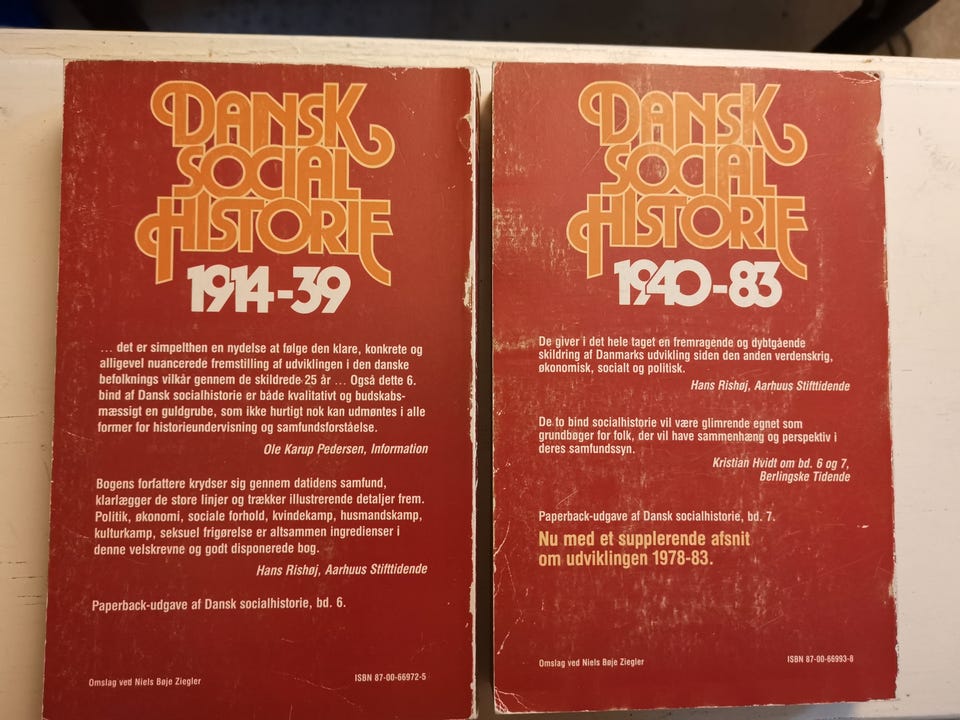 DANSK
SOCIAL
HISTORIE
1914-39
... det er simpelthen en nydelse at følge den klare, konkrete og
alligevel nuancerede fremstilling af udviklingen i den danske
befolknings vilkår gennem de skildrede 25 år ... Også dette 6.
bind af Dansk socialhistorie er både kvalitativt og budskabs-
mæssigt en guldgrube, som ikke hurtigt nok kan udmøntes i alle
former for historieundervisning og samfundsforståelse.
Ole Karup Pedersen, Information
Bogens forfattere krydser sig gennem datidens samfund,
klarlægger de store linjer og trækker illustrerende detaljer frem.
Politik, økonomi, sociale forhold, kvindekamp, husmandskamp,
kulturkamp, seksuel frigørelse er altsammen ingredienser i
denne velskrevne og godt disponerede bog.
Hans Rishøj, Aarhuus Stifttidende
Paperback-udgave af Dansk socialhistorie, bd. 6.
Omslag ved Niels Bøje Ziegler
ISBN 87-00-66972-5
DANSK
SOCIAL
HISTORIE
1940-83
De giver i det hele taget en fremragende og dybtgående
skildring af Danmarks udvikling siden den anden verdenskrig,
økonomisk, socialt og politisk.
Hans Rishøj, Aarhuus Stifttidende
De to bind socialhistorie vil være glimrende egnet som
grundbøger for folk, der vil have sammenhæng og perspektiv i
deres samfundssyn.
Kristian Hvidt om bd. 6 og 7,
Berlingske Tidende
Paperback-udgave af Dansk socialhistorie, bd. 7.
Nu med et supplerende afsnit
om udviklingen 1978-83.
Omslag ved Niels Bøje Ziegler
ISBN 87-00-66993-8